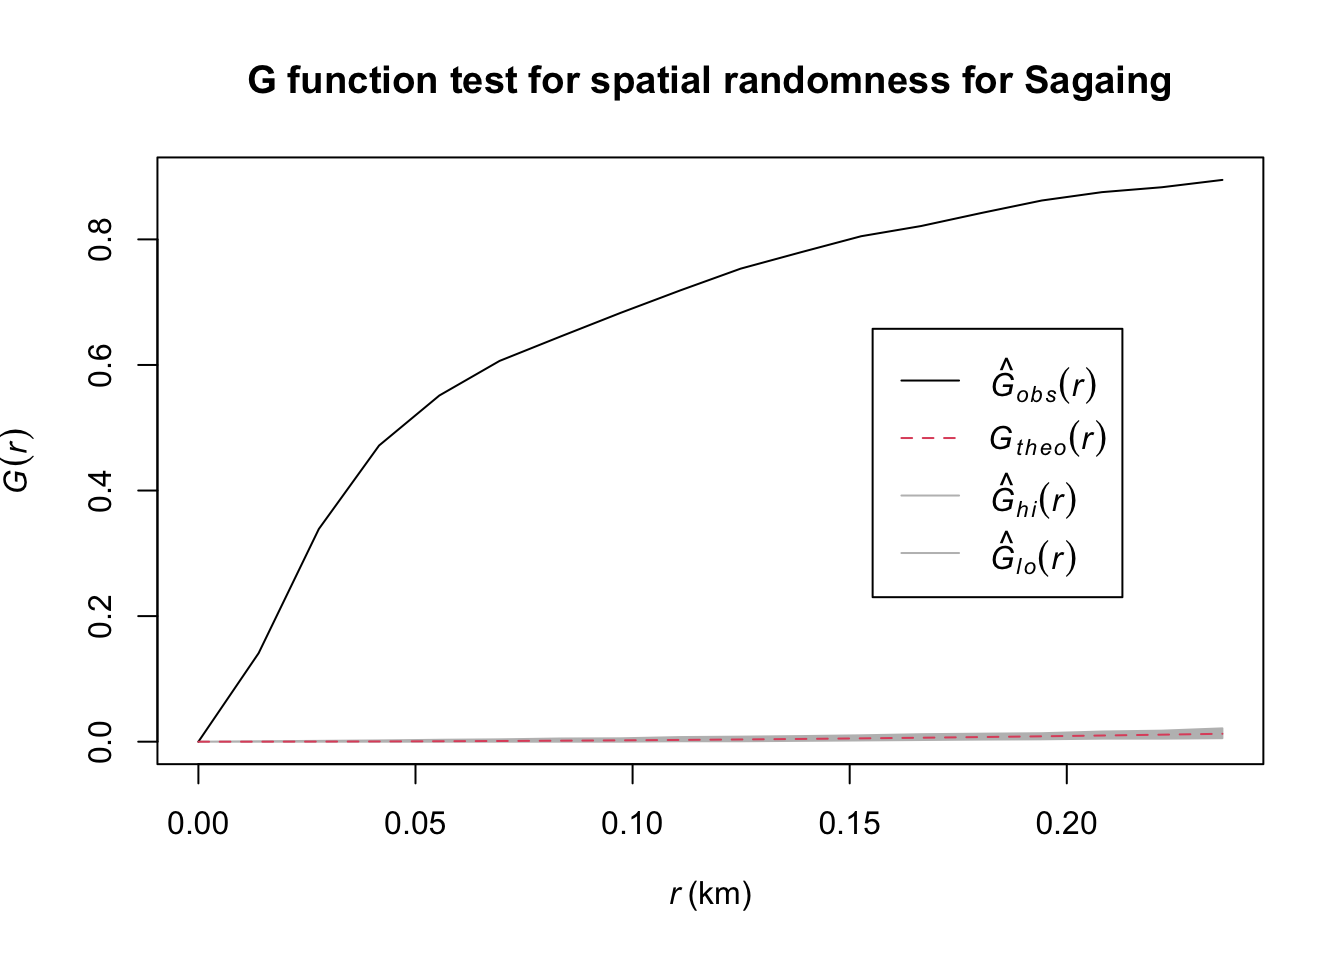 G function test for spatial randomness for Sagaing
G(r)
0.8
0.6
0.4
0.2
0.0
Ĝobs(r)
Gtheo(r)
Ĝhi(r)
Ĝlo(r)
0.00 0.05 0.10 0.15 0.20
r (km)